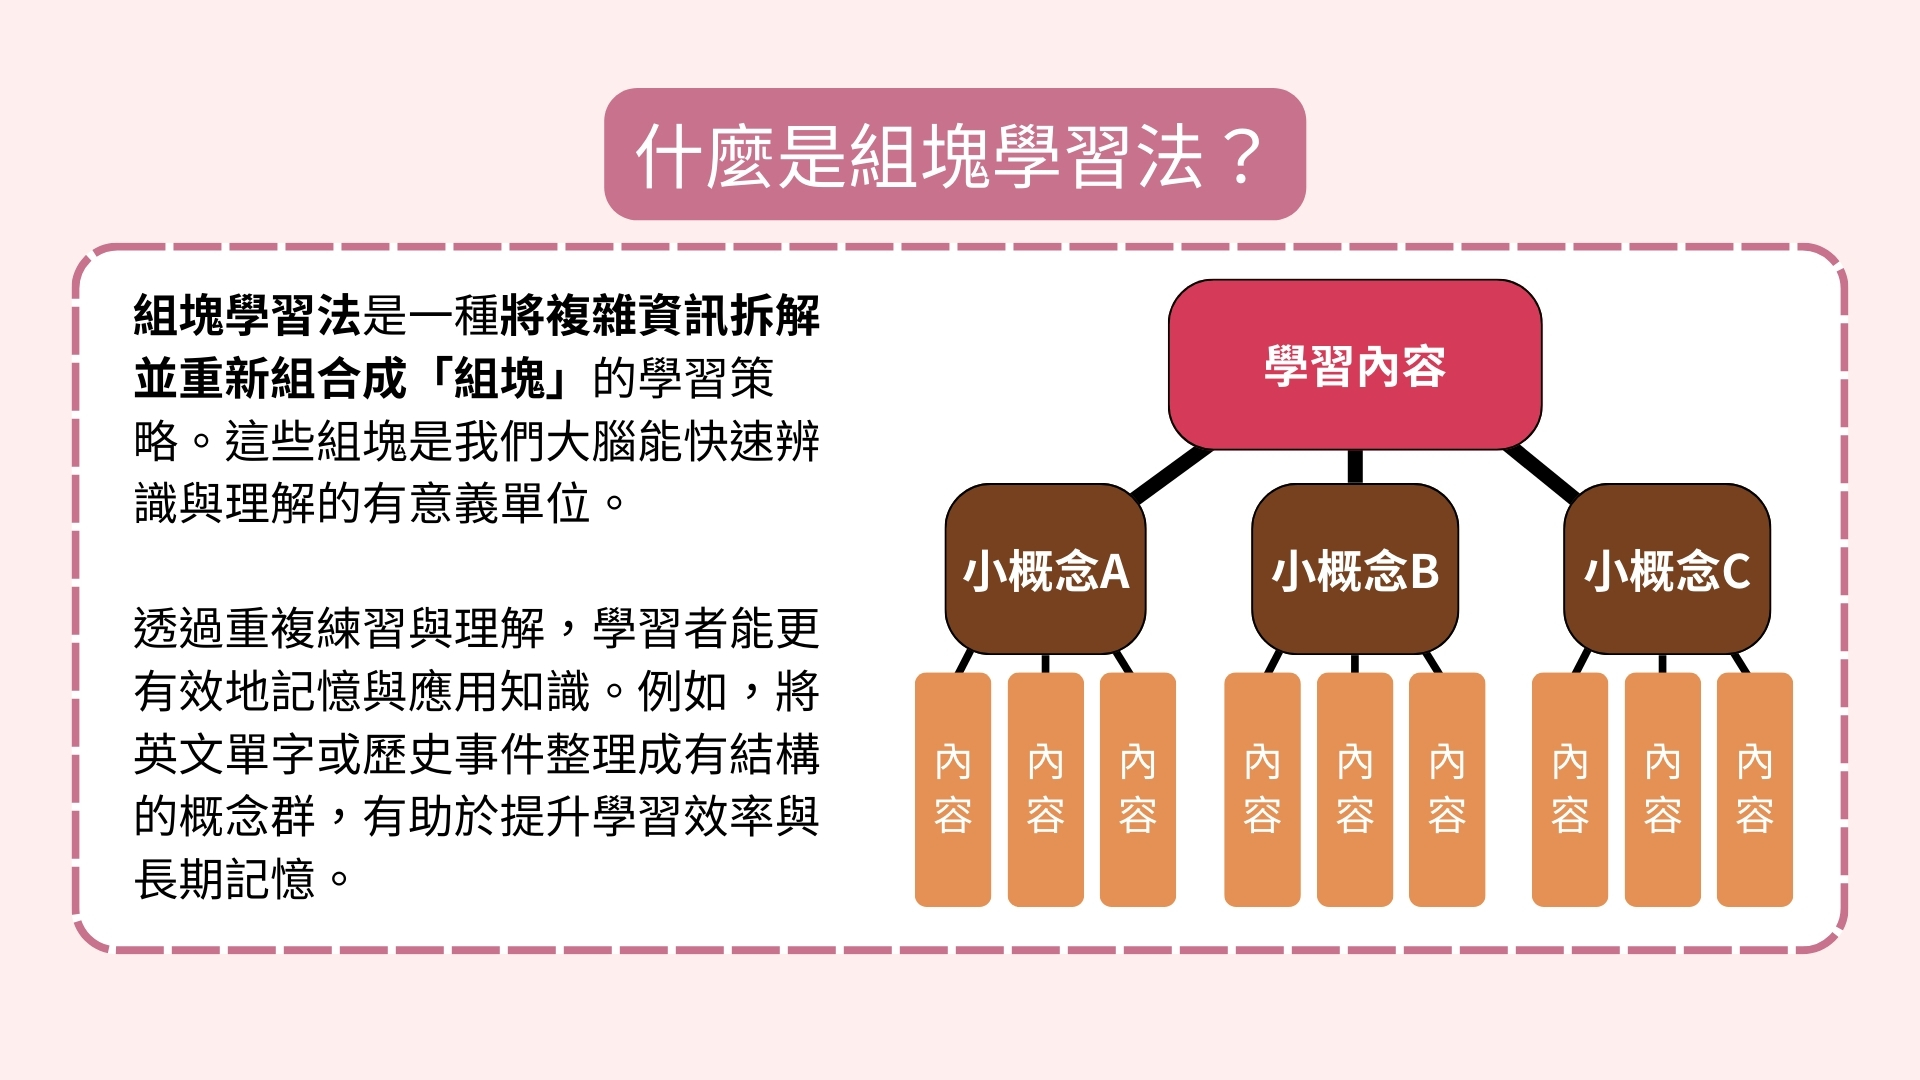 什麼是組塊學習法？
組塊學習法是一種將複雜資訊拆解
並重新組合成「組塊」的學習策
略。這些組塊是我們大腦能快速辨
識與理解的有意義單位。
透過重複練習與理解，學習者能更
有效地記憶與應用知識。例如，將
英文單字或歷史事件整理成有結構
的概念群，有助於提升學習效率與
長期記憶。
學習內容
小概念A
小概念B
小概念C
內容
內容
內容
內容
內容
內容
內容
內容
內容